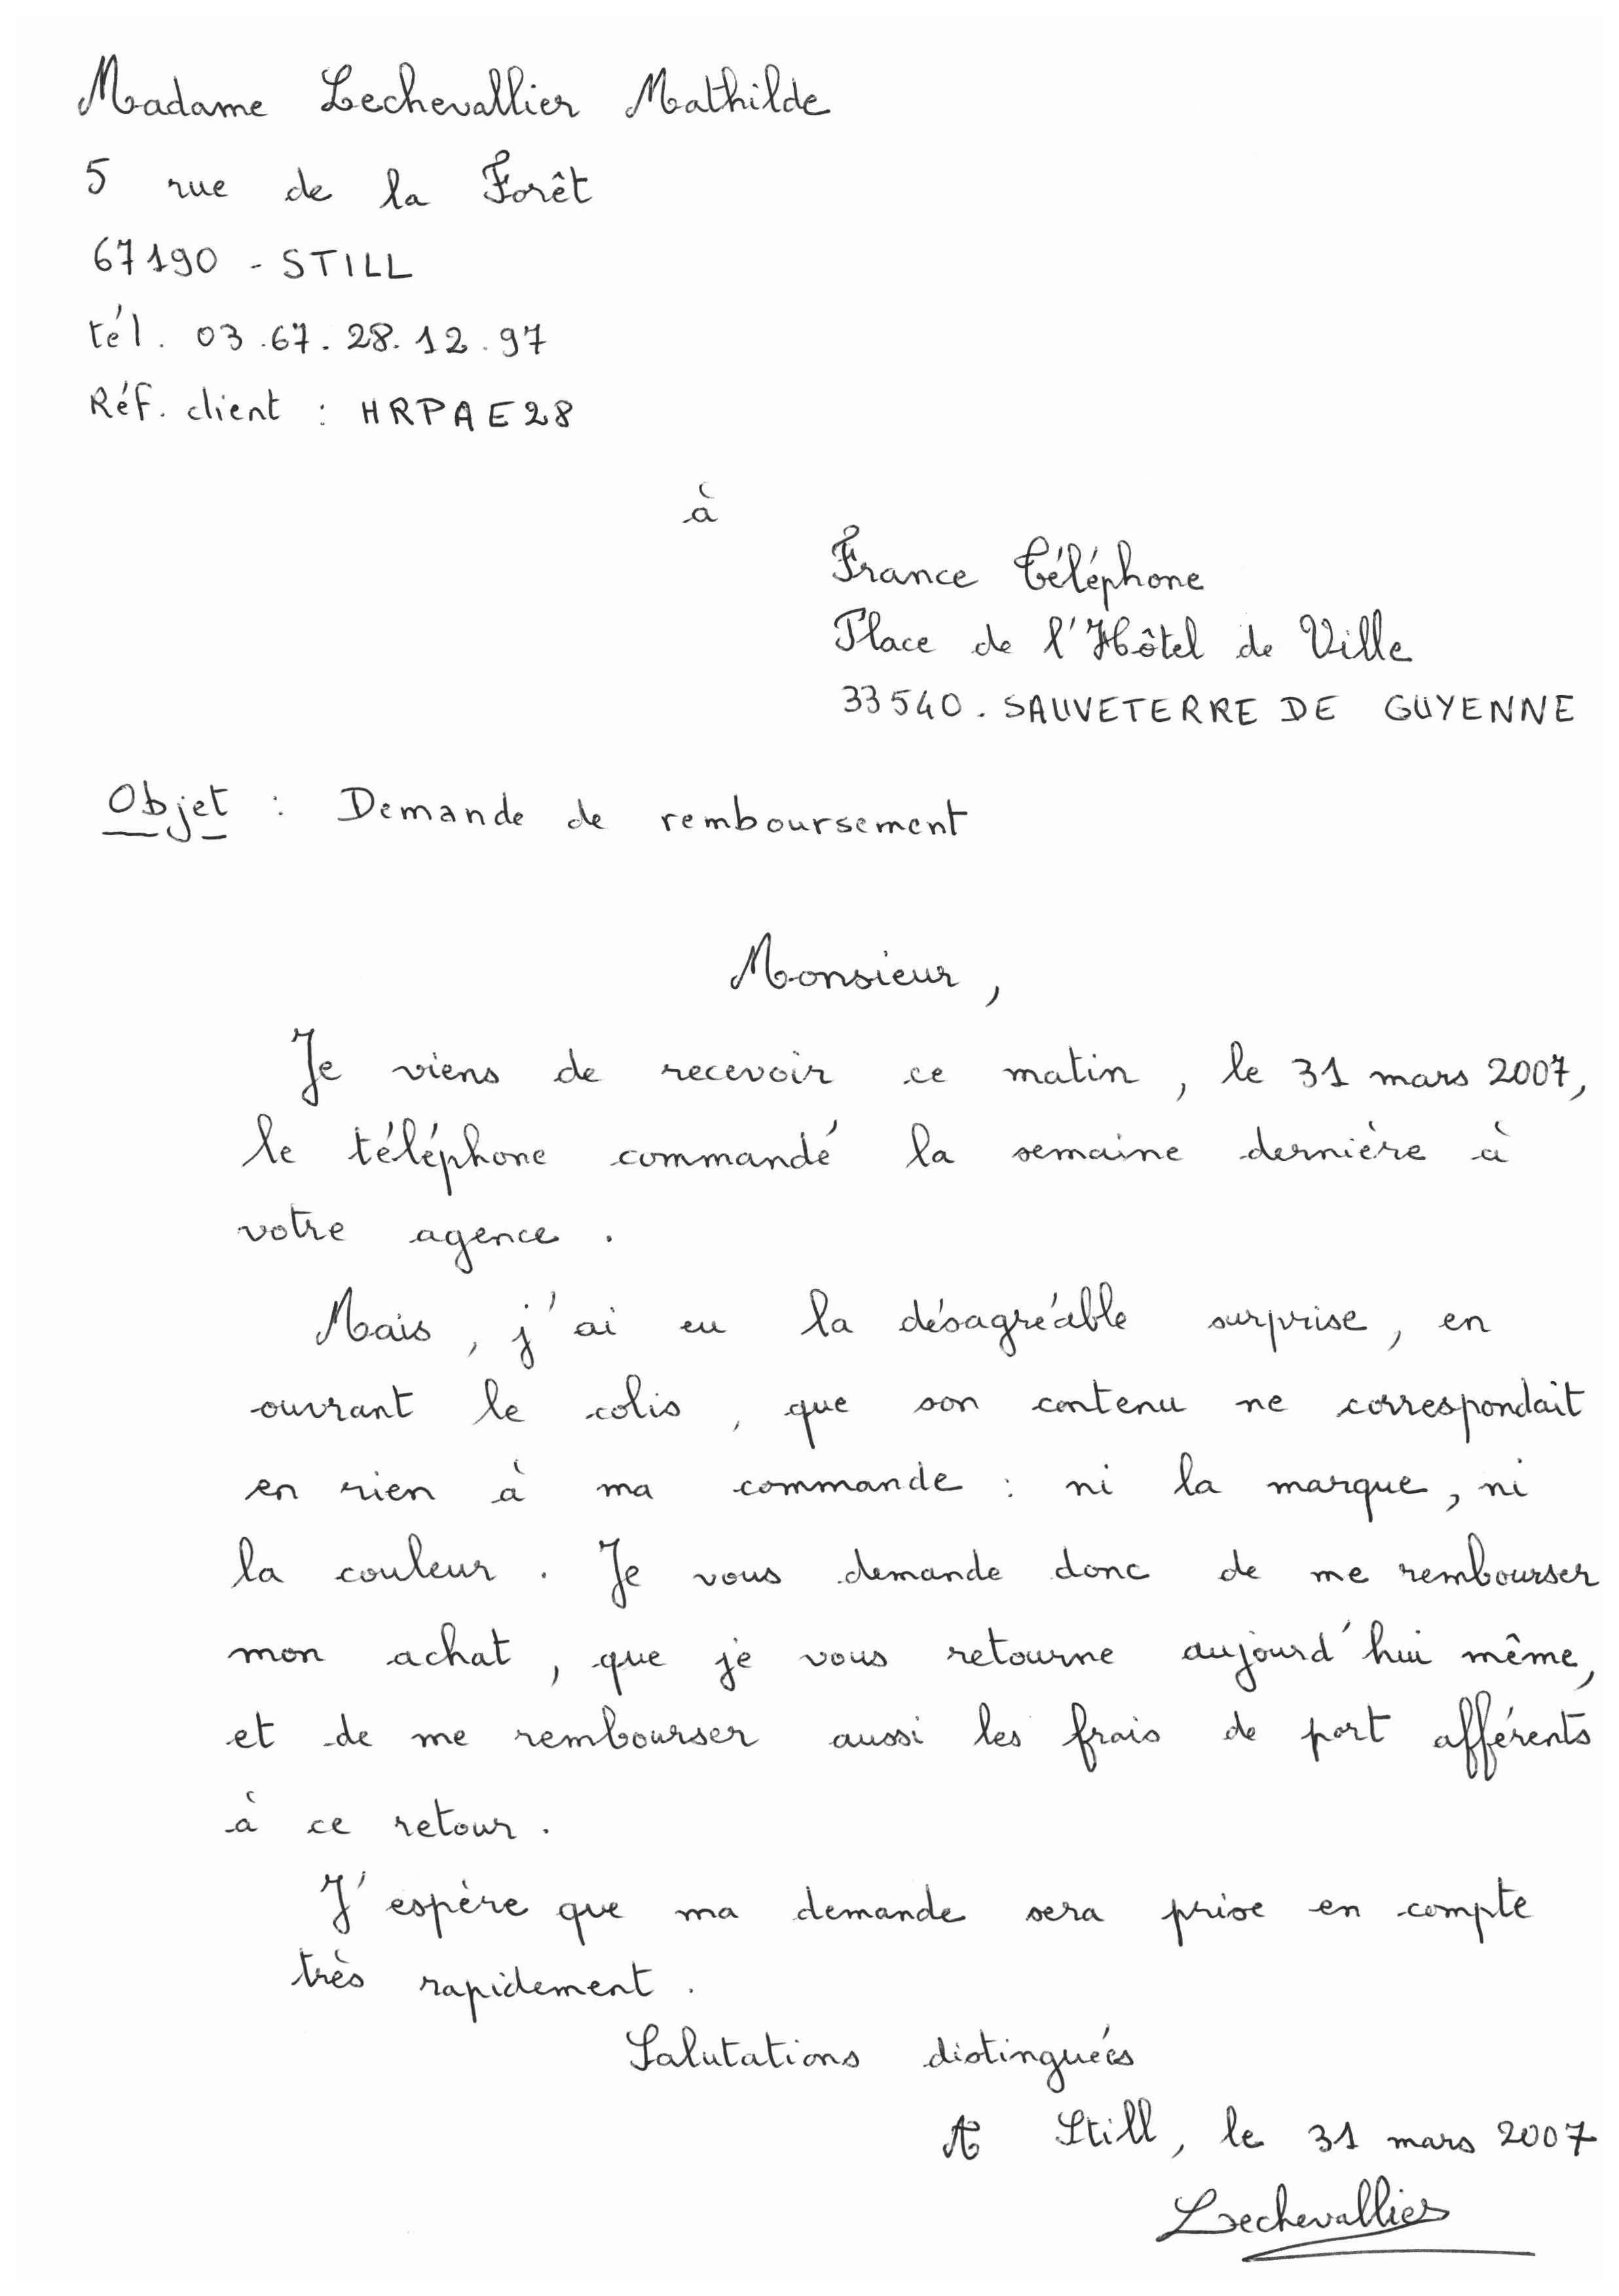 Madame Lechevallier Mathilde
5 rue de la Forêt
67190 - STILL
tél. 03.67.28.12.97
Réf. client : HRPAE28
à
France Téléphone
Place de l'Hôtel de Ville
33540. SAUVETERRE DE GUYENNE
Objet : Demande de remboursement
Monsieur,
Je viens de recevoir ce matin, le 31 mars 2007,
le téléphone commandé la semaine dernière à
votre agence.
Mais, j'ai eu la désagréable surprise, en
ouvrant le colis, que son contenu ne correspondait
en rien à ma commande : ni la marque, ni
la couleur. Je vous demande donc de me rembourser
mon achat, que je vous retourne aujourd'hui même,
et de me rembourser aussi les frais de port afférents
à ce retour.
J'espère que ma demande sera prise en compte
très rapidement.
Salutations distinguées
A Still, le 31 mars 2007
Lechevallier